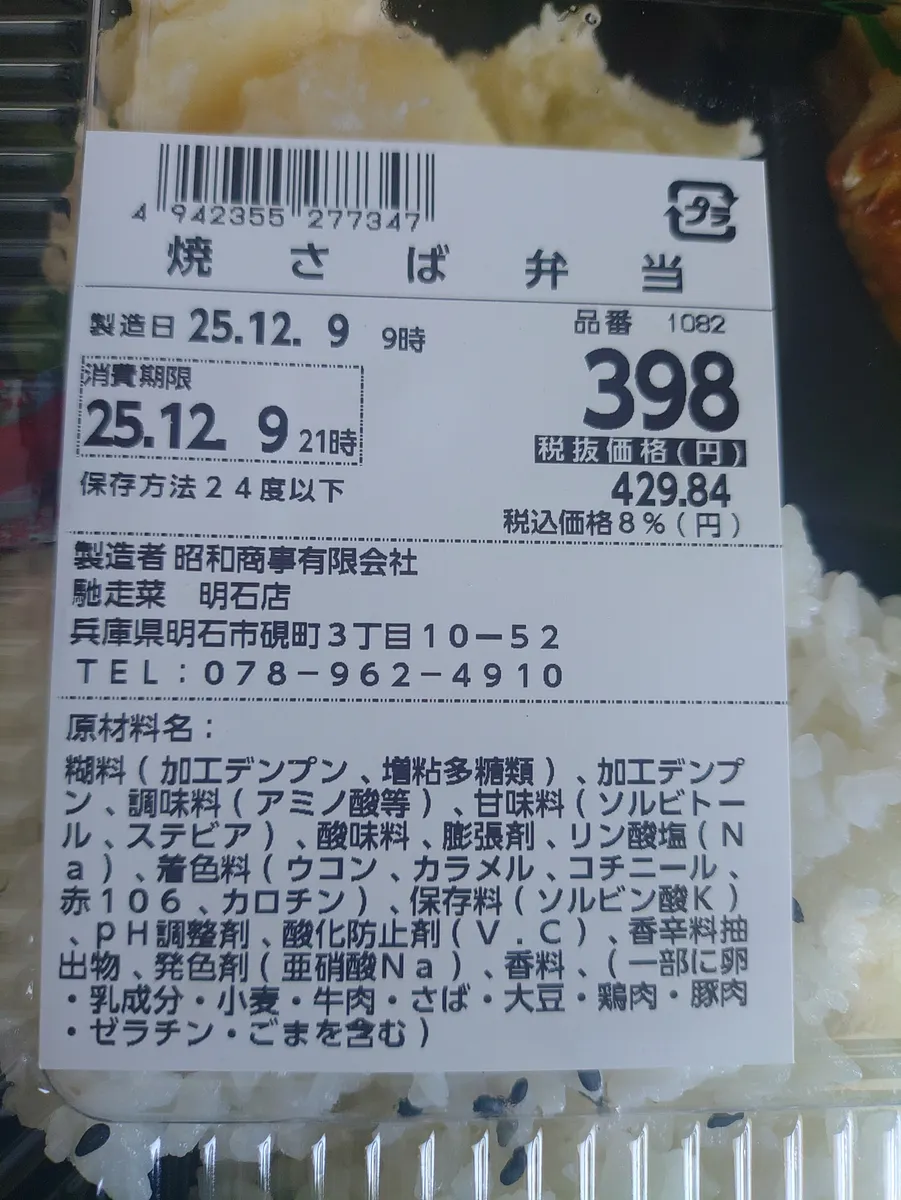 4 942355 277347
プラ
焼さば弁当
製造日 25.12. 9 9時
品番 1082
消費期限
25.12. 9 21時
398
税抜価格(円)
保存方法24度以下
429.84
税込価格8%(円)
製造者 昭和商事有限会社
馳走菜 明石店
兵庫県明石市硯町3丁目10-52
TEL:078-962-4910
原材料名:
糊料(加工デンプン、増粘多糖類)、加工デンプ
ン、調味料(アミノ酸等)、甘味料(ソルビトー
ル、ステビア)、酸味料、膨張剤、リン酸塩(N
a)、着色料(ウコン、カラメル、コチニール、
赤106、カロチン)、保存料(ソルビン酸K)
、pH調整剤、酸化防止剤(V.C)、香辛料抽
出物、発色剤(亜硝酸Na)、香料、(一部に卵
・乳成分・小麦・牛肉・さば・大豆・鶏肉・豚肉
・ゼラチン・ごまを含む)